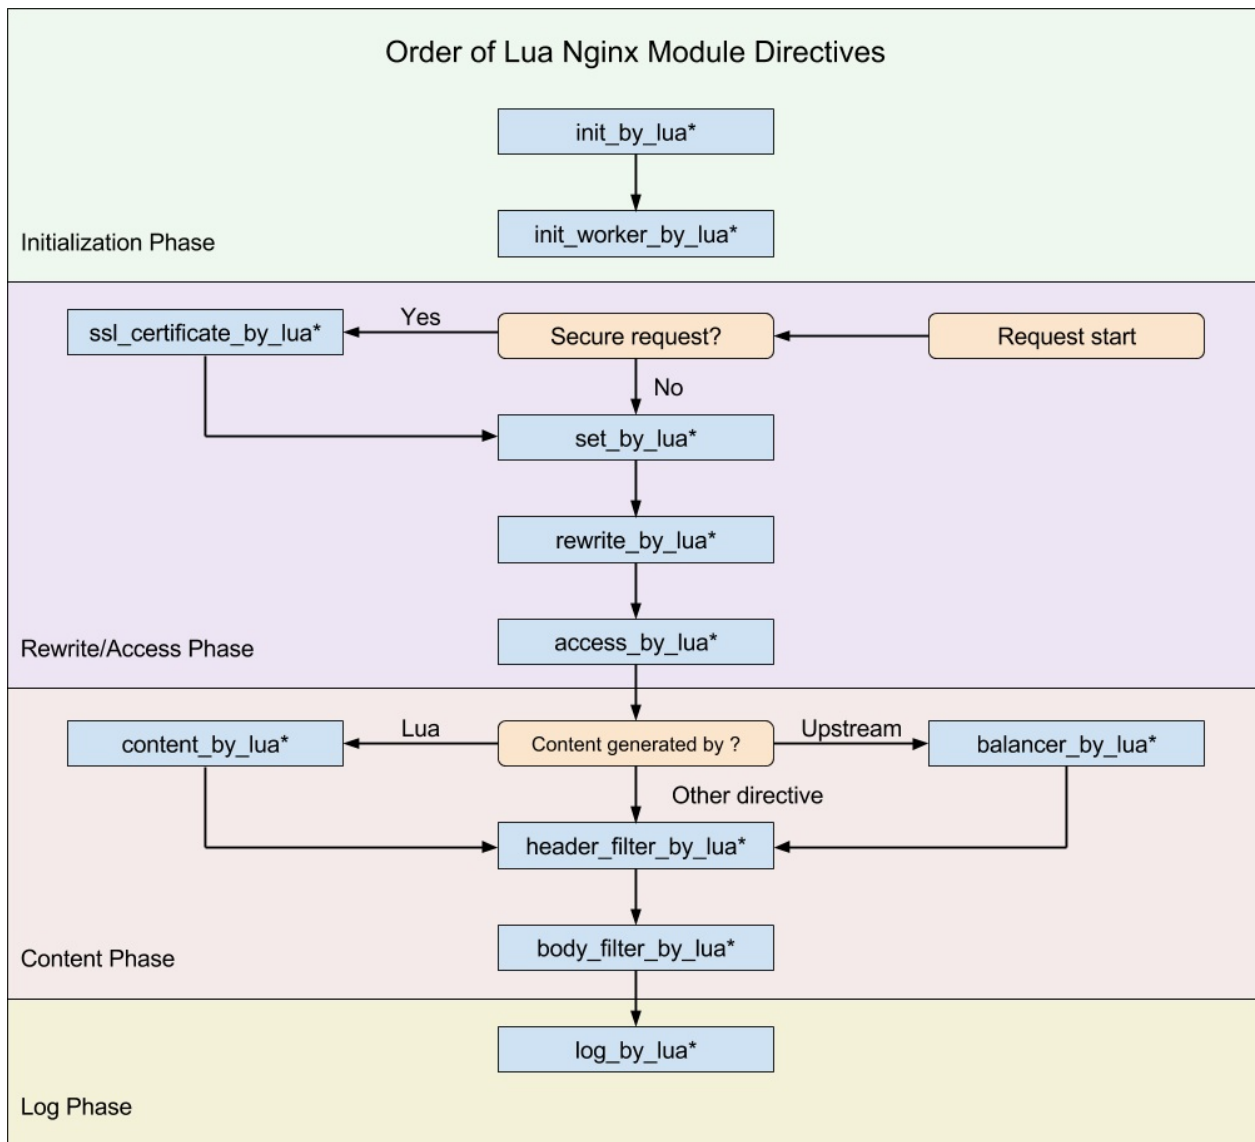 Order of Lua Nginx Module Directives
init_by_lua*
init_worker_by_lua*
Initialization Phase
ssl_certificate_by_lua*
Yes
Secure request?
Request start
No
set_by_lua*
rewrite_by_lua*
access_by_lua*
Rewrite/Access Phase
content_by_lua*
Lua
Content generated by ?
Upstream
balancer_by_lua*
Other directive
header_filter_by_lua*
body_filter_by_lua*
Content Phase
log_by_lua*
Log Phase